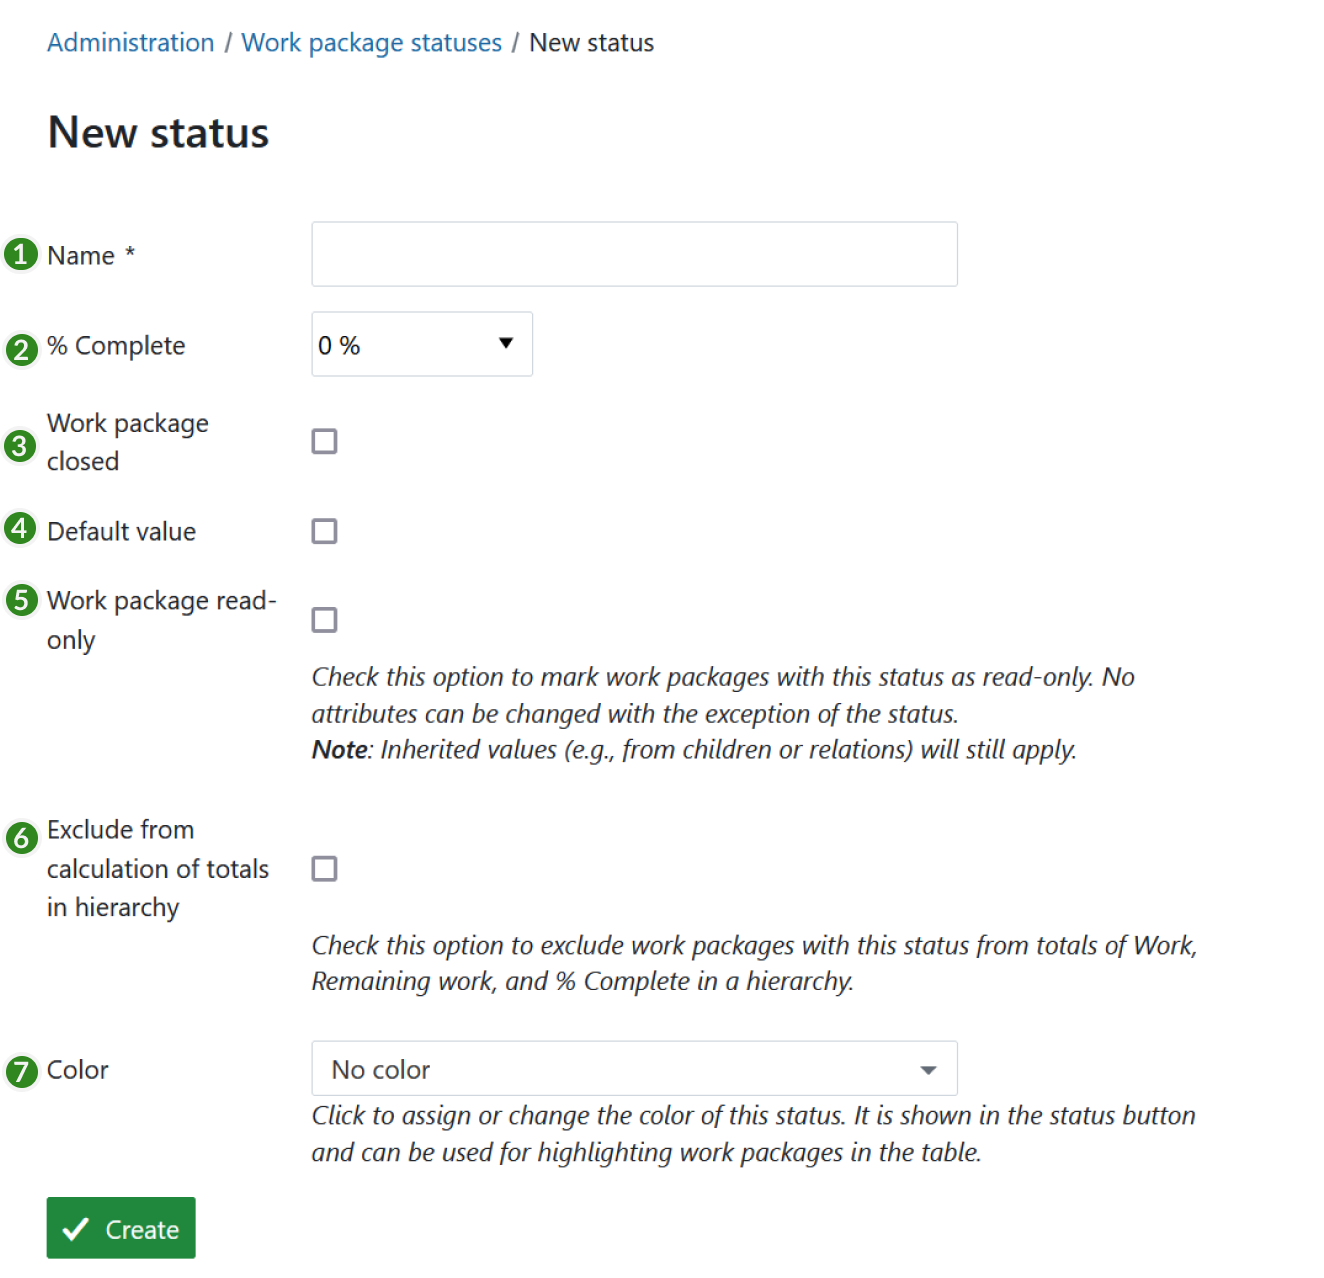 Administration / Work package statuses / New status
New status
1 Name *
2 % Complete
0 %
3 Work package
closed
4 Default value
5 Work package read-
only
Check this option to mark work packages with this status as read-only. No
attributes can be changed with the exception of the status.
Note: Inherited values (e.g., from children or relations) will still apply.
6 Exclude from
calculation of totals
in hierarchy
Check this option to exclude work packages with this status from totals of Work,
Remaining work, and % Complete in a hierarchy.
7 Color
No color
Click to assign or change the color of this status. It is shown in the status button
and can be used for highlighting work packages in the table.
Create